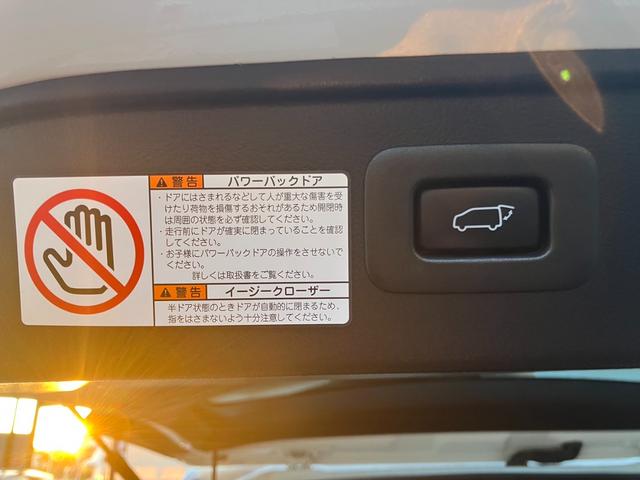 警告 パワーバックドア
・ドアにはさまれるなどして人が重大な傷害を受
けたり荷物を損傷するおそれがあるため開閉時
は周囲の状態を必ず確認してください。
・走行前にドアが確実に閉まっていることを確認
してください。
・お子様にパワーバックドアの操作をさせないで
ください。
詳しくは取扱書をご覧ください。
警告 イージークローザー
半ドア状態のときドアが自動的に閉まるため、
指をはさまないよう十分注意してください。